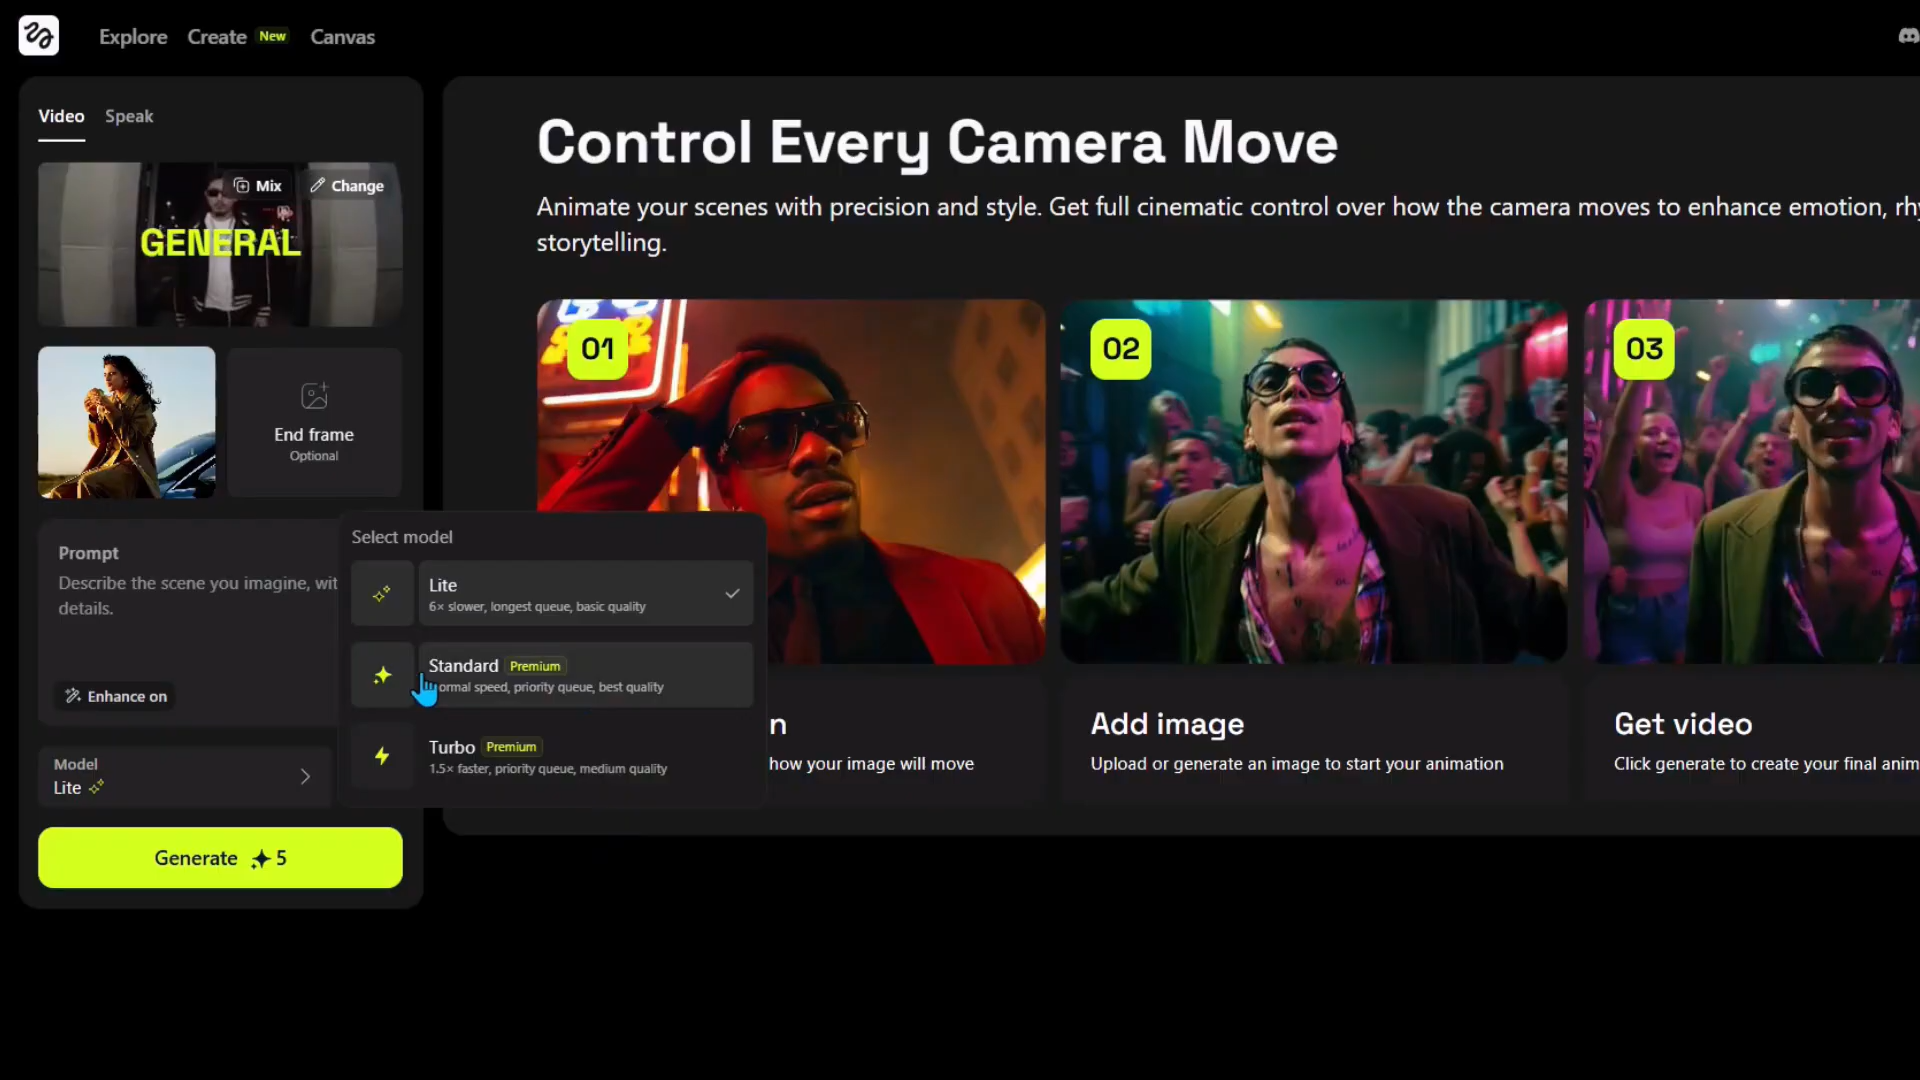 Explore
Create New
Canvas
Video
Speak
Mix
Change
GENERAL
End frame
Optional
Prompt
Describe the scene you imagine, wit
details.
Enhance on
Model
Lite
Generate 5
Select model
Lite
6× slower, longest queue, basic quality
Standard Premium
ormal speed, priority queue, best quality
Turbo Premium
1.5× faster, priority queue, medium quality
Control Every Camera Move
Animate your scenes with precision and style. Get full cinematic control over how the camera moves to enhance emotion, rhy
storytelling.
01
02
03
n
how your image will move
Add image
Upload or generate an image to start your animation
Get video
Click generate to create your final anim